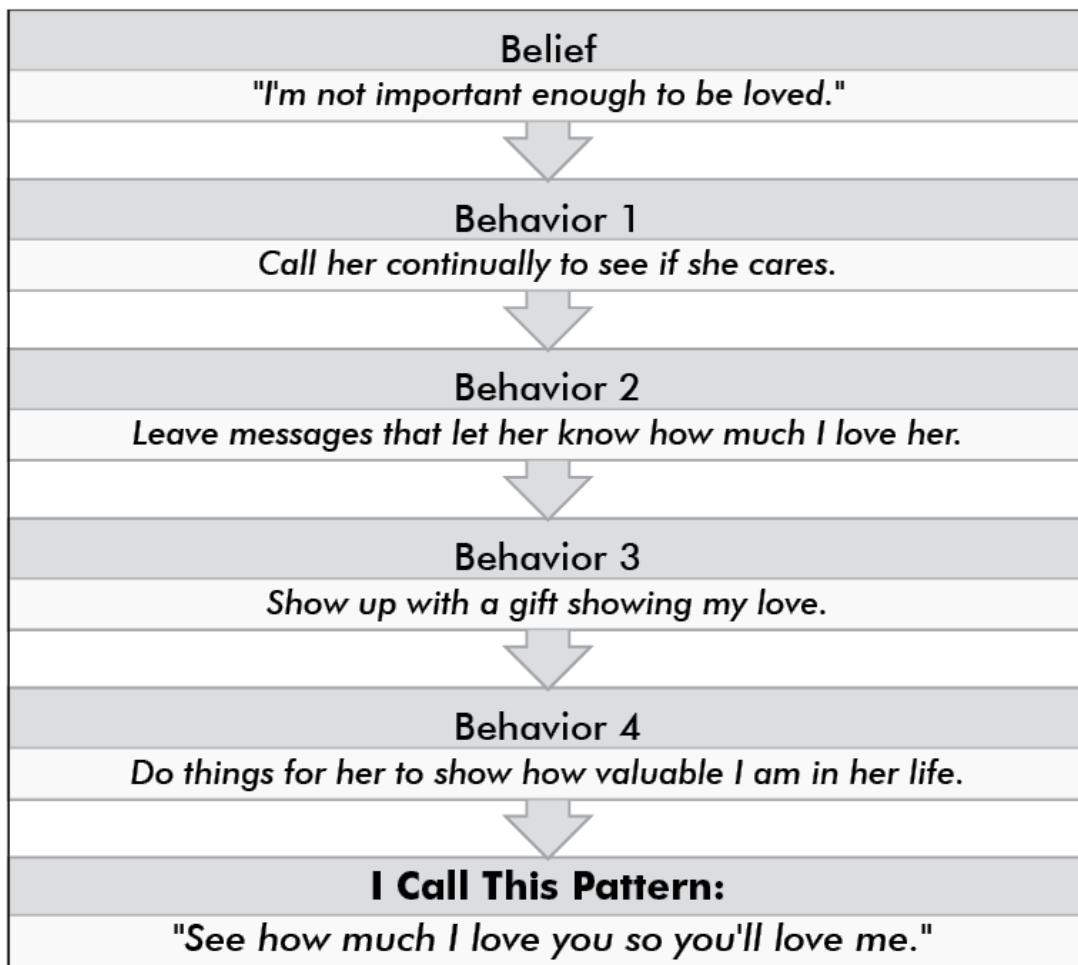 Belief
"I'm not important enough to be loved."
Behavior 1
Call her continually to see if she cares.
Behavior 2
Leave messages that let her know how much I love her.
Behavior 3
Show up with a gift showing my love.
Behavior 4
Do things for her to show how valuable I am in her life.
I Call This Pattern:
"See how much I love you so you'll love me."